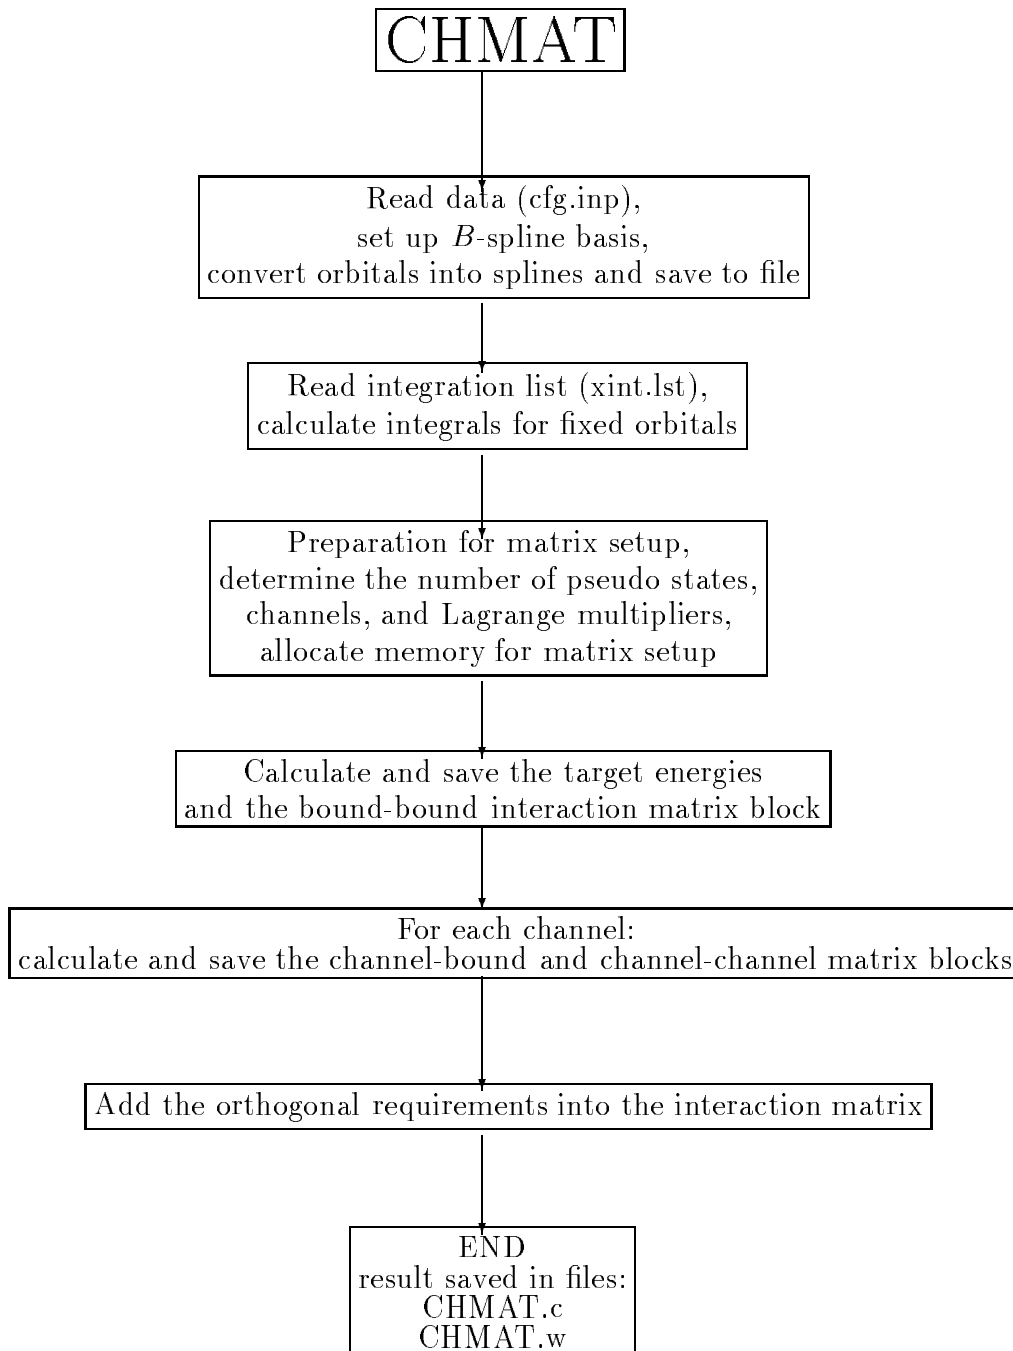 CHMAT
Read data (cfg.inp),
set up B-spline basis,
convert orbitals into splines and save to file
Read integration list (xint.lst),
calculate integrals for fixed orbitals
Preparation for matrix setup,
determine the number of pseudo states,
channels, and Lagrange multipliers,
allocate memory for matrix setup
Calculate and save the target energies
and the bound-bound interaction matrix block
For each channel:
calculate and save the channel-bound and channel-channel matrix blocks
Add the orthogonal requirements into the interaction matrix
END
result saved in files:
CHMAT.c
CHMAT.w